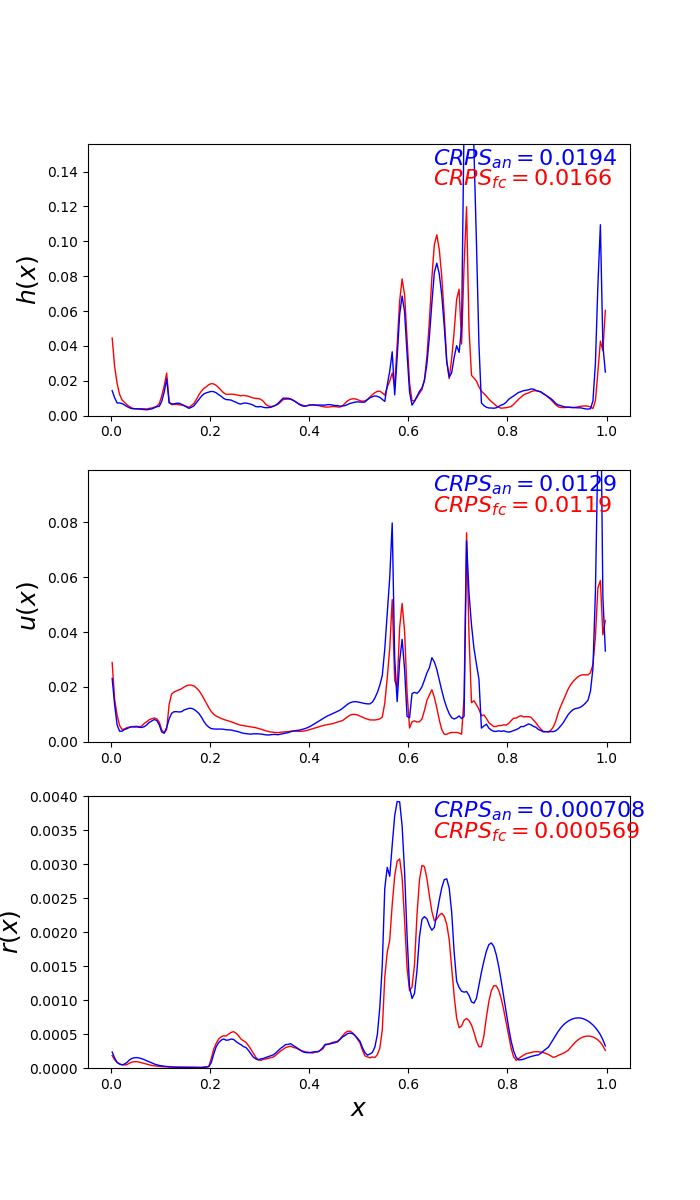 CRPS_an = 0.0194
CRPS_fc = 0.0166
h(x)
0.14
0.12
0.10
0.08
0.06
0.04
0.02
0.00
0.0 0.2 0.4 0.6 0.8 1.0
CRPS_an = 0.0129
CRPS_fc = 0.0119
u(x)
0.08
0.06
0.04
0.02
0.00
0.0 0.2 0.4 0.6 0.8 1.0
CRPS_an = 0.000708
CRPS_fc = 0.000569
r(x)
0.0040
0.0035
0.0030
0.0025
0.0020
0.0015
0.0010
0.0005
0.0000
0.0 0.2 0.4 0.6 0.8 1.0
x